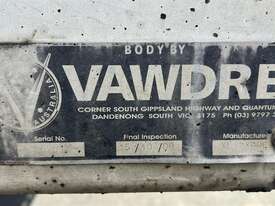 BODY BY
VAWDRE
AUSTRALIA
CORNER SOUTH GIPPSLAND HIGHWAY AND QUANTUM
DANDENONG SOUTH VIC 3175 Ph (03) 9797
Serial No. Final Inspection Manufacture